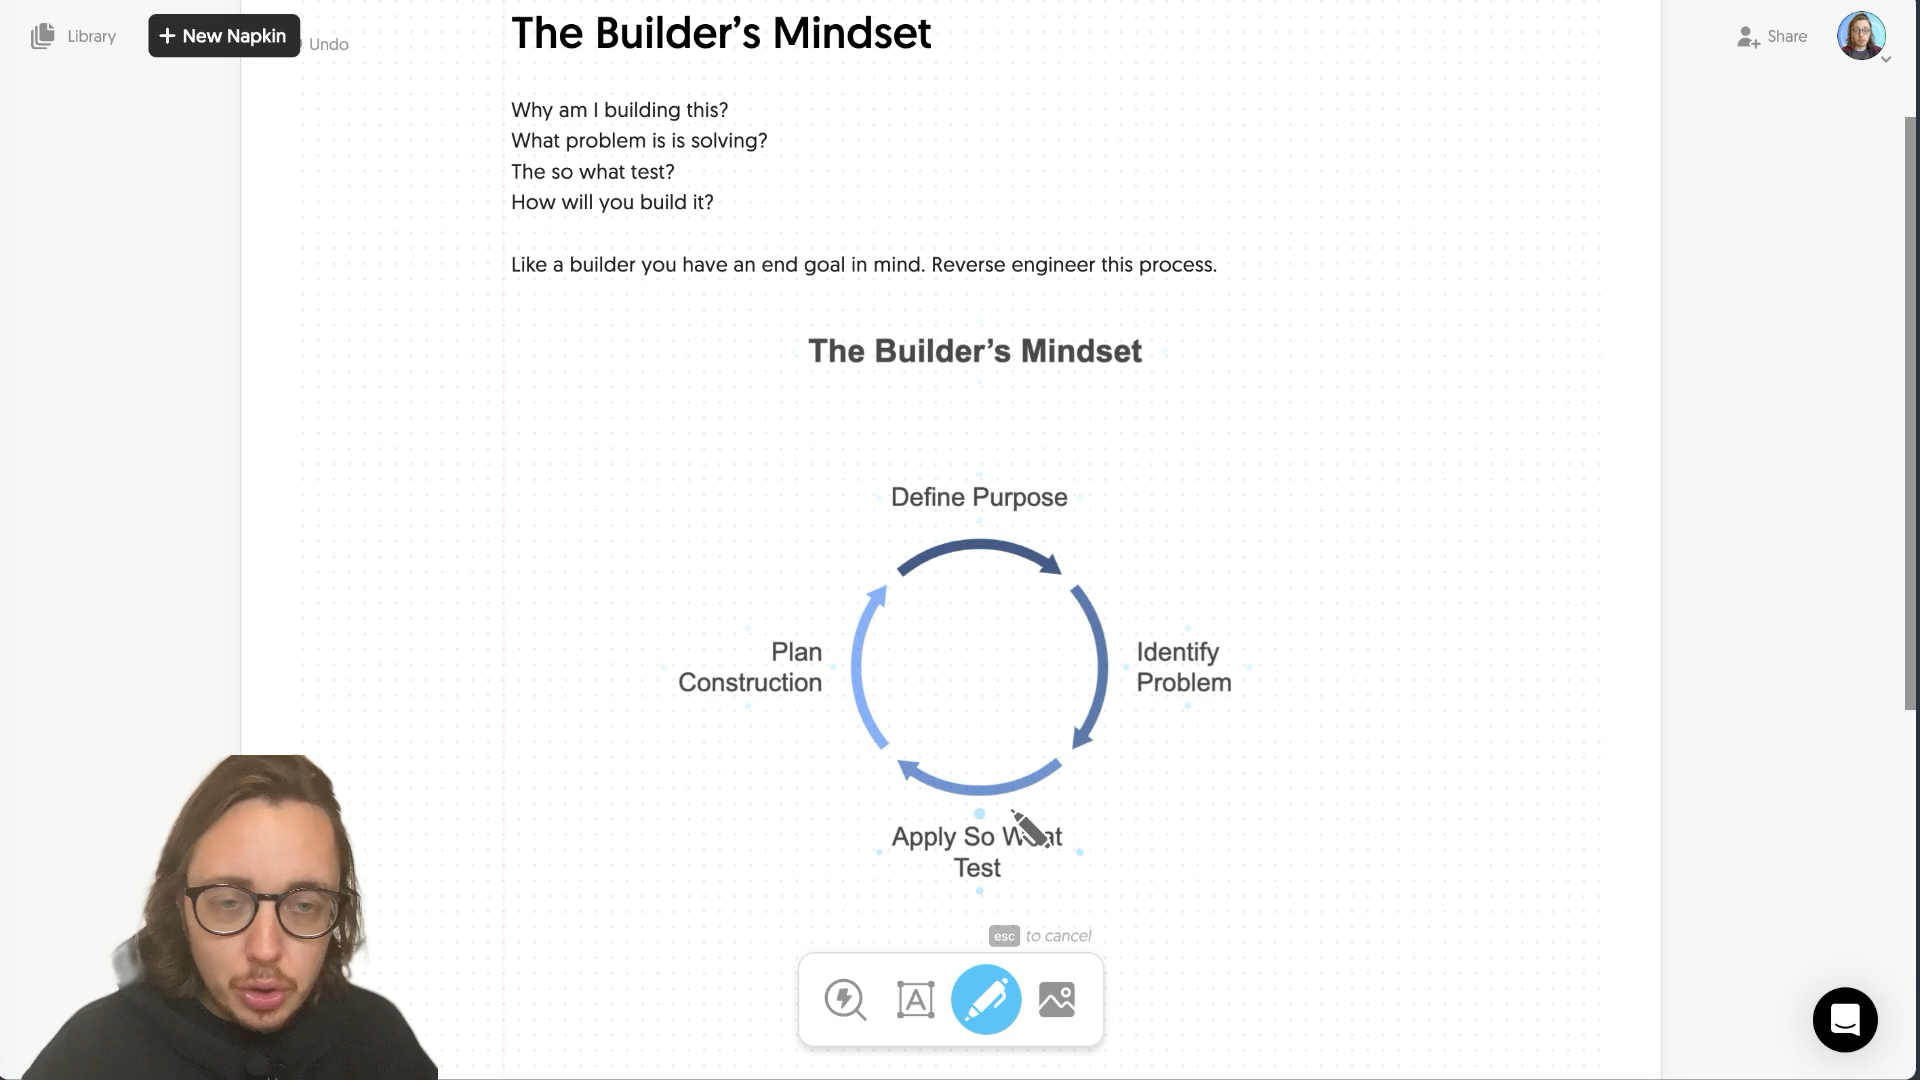 Library
+ New Napkin
Undo
Share
The Builder's Mindset
Why am I building this?
What problem is is solving?
The so what test?
How will you build it?
Like a builder you have an end goal in mind. Reverse engineer this process.
The Builder's Mindset
Define Purpose
Plan
Construction
Identify
Problem
Apply So What
Test
esc to cancel
A